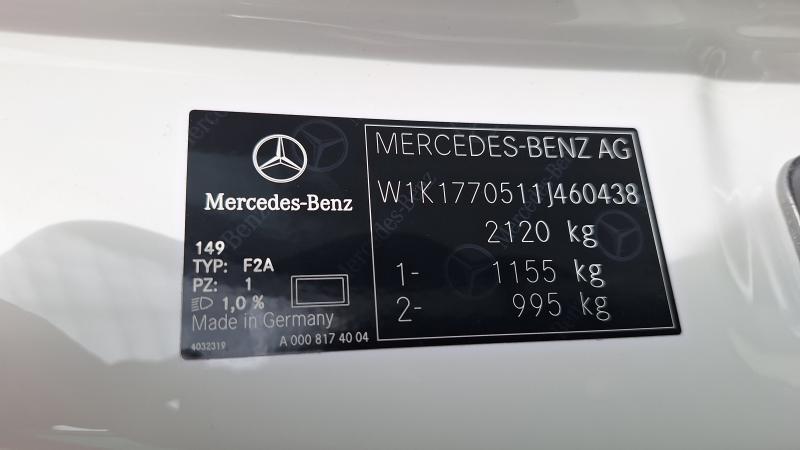 Mercedes-Benz
149
TYP: F2A
PZ: 1
1,0 %
Made in Germany
4032319
A 000 817 40 04
MERCEDES-BENZ AG
W1K1770511J460438
2120 kg
1- 1155 kg
2- 995 kg